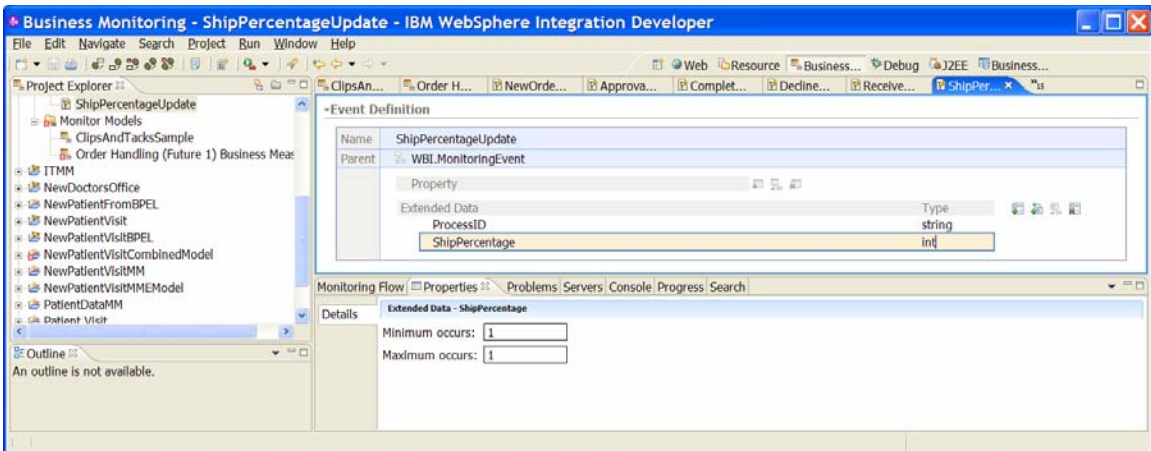 Business Monitoring - ShipPercentageUpdate - IBM WebSphere Integration Developer
File Edit Navigate Search Project Run Window Help
Web Resource Business... Debug J2EE Business...
Project Explorer
ShipPercentageUpdate
Monitor Models
ClipsAndTacksSample
Order Handling (Future 1) Business Meas
ITMM
NewDoctorsOffice
NewPatientFromBPEL
NewPatientVisit
NewPatientVisitBPEL
NewPatientVisitCombinedModel
NewPatientVisitMM
NewPatientVisitMMEModel
PatientDataMM
Patient Visit
Outline
An outline is not available.
ClipsAn... Order H... NewOrde... Approva... Complet... Decline... Receive... ShipPer... »15
Event Definition
Name ShipPercentageUpdate
Parent WBI.MonitoringEvent
Property
Extended Data Type
ProcessID string
ShipPercentage int
Monitoring Flow Properties Problems Servers Console Progress Search
Details
Extended Data - ShipPercentage
Minimum occurs: 1
Maximum occurs: 1